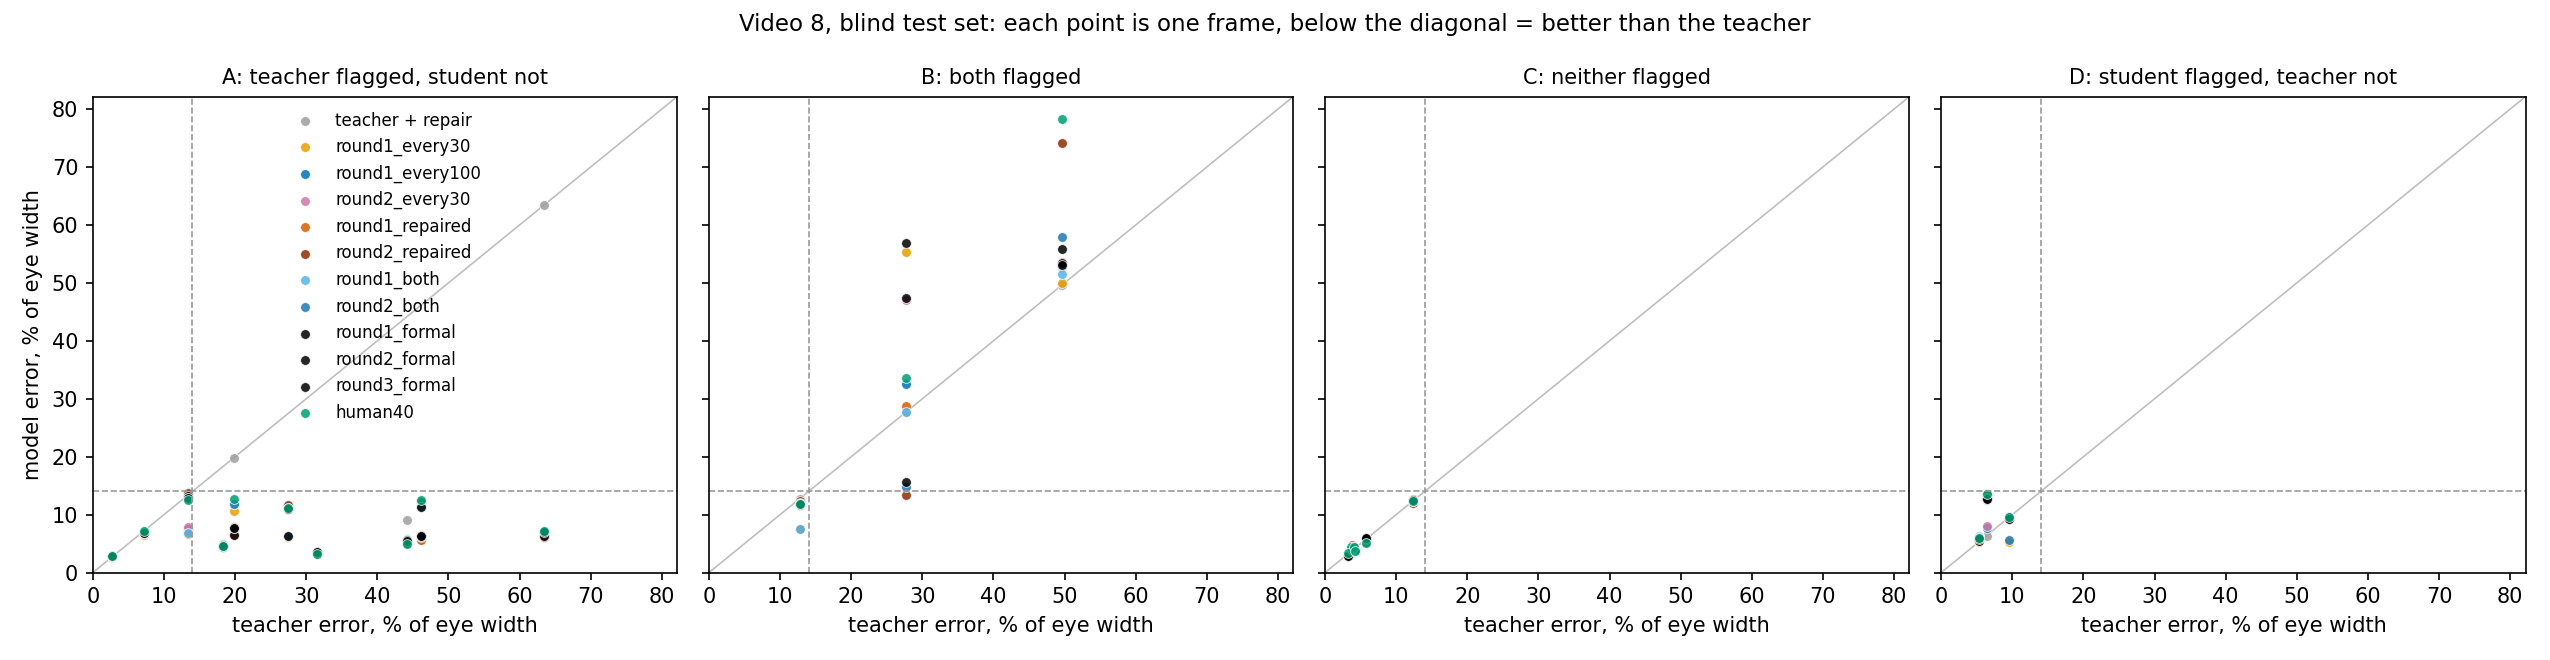 Video 8, blind test set: each point is one frame, below the diagonal = better than the teacher
A: teacher flagged, student not
B: both flagged
C: neither flagged
D: student flagged, teacher not
model error, % of eye width
80
70
60
50
40
30
20
10
0
teacher + repair
round1_every30
round1_every100
round2_every30
round1_repaired
round2_repaired
round1_both
round2_both
round1_formal
round2_formal
round3_formal
human40
0 10 20 30 40 50 60 70 80
0 10 20 30 40 50 60 70 80
0 10 20 30 40 50 60 70 80
0 10 20 30 40 50 60 70 80
teacher error, % of eye width
teacher error, % of eye width
teacher error, % of eye width
teacher error, % of eye width